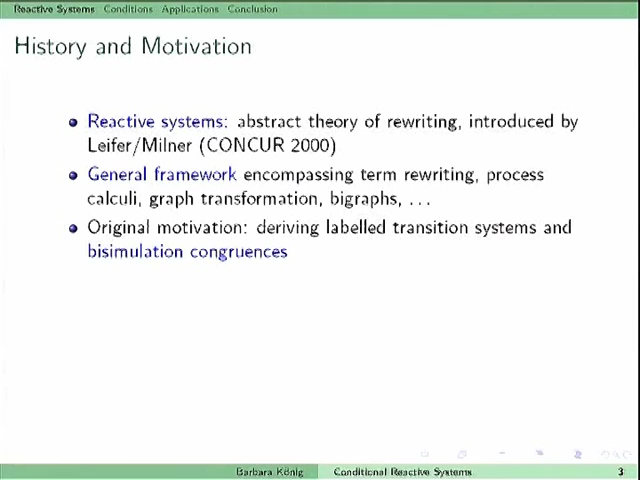 Reactive Systems Conditions Applications Conclusion
History and Motivation
Reactive systems: abstract theory of rewriting, introduced by
Leifer/Milner (CONCUR 2000)
General framework encompassing term rewriting, process
calculi, graph transformation, bigraphs, ...
Original motivation: deriving labelled transition systems and
bisimulation congruences
Barbara König Conditional Reactive Systems 3